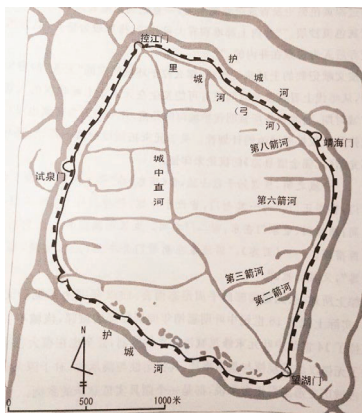 控江门
护
城
河
里
城
河
(弓
河)
靖海门
第八箭河
城中直河
试泉门
第六箭河
第三箭河
第二箭河
护
城
河
望湖门
N
0 500 1000米